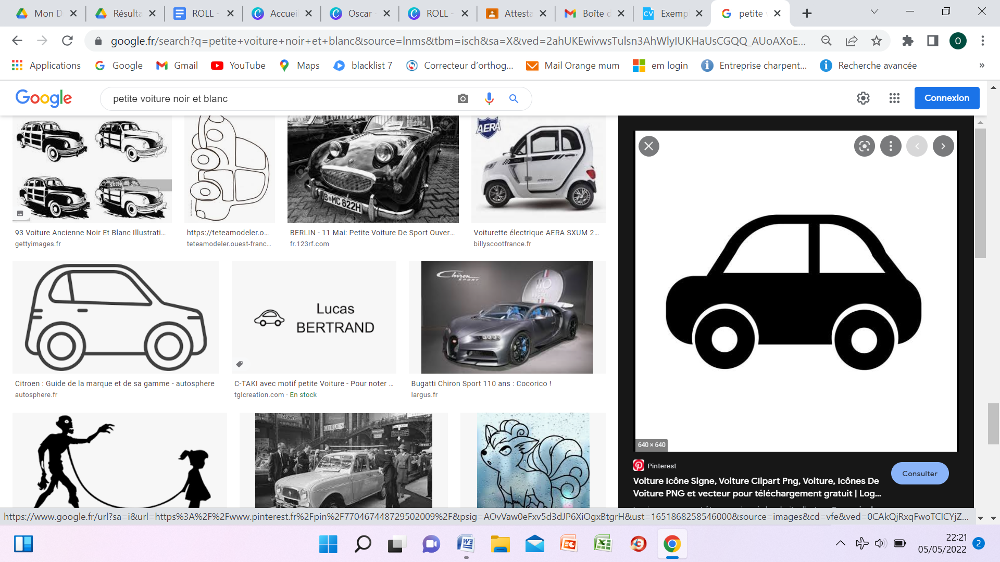 Mon D
Résulta
ROLL -
Accuei
Oscar -
ROLL -
Attesta
Boîte d
Exemp
petite v
google.fr/search?q=petite+voiture+noir+et+blanc&source=lnms&tbm=isch&sa=X&ved=2ahUKEwivwsTulsn3AhWlyIUKHaUsCGQQ_AUoAXoE...
O
Applications
Google
Gmail
YouTube
Maps
blacklist 7
Correcteur d'orthog...
Mail Orange mum
em login
Entreprise charpent...
Recherche avancée
»
Google
petite voiture noir et blanc
Connexion
AERA
B MC 822H
93 Voiture Ancienne Noir Et Blanc Illustrati...
gettyimages.fr
https://teteamodeler.o...
teteamodeler.ouest-franc...
BERLIN - 11 Mai: Petite Voiture De Sport Ouver...
fr.123rf.com
Voiturette électrique AERA SXUM 2...
billyscootfrance.fr
Lucas
BERTRAND
Chiron
SPORT
110
Citroen : Guide de la marque et de sa gamme - autosphere
autosphere.fr
C-TAKI avec motif petite Voiture - Pour noter ...
tglcreation.com · En stock
Bugatti Chiron Sport 110 ans : Cocorico !
largus.fr
CITROEN
640 × 640
Pinterest
Voiture Icône Signe, Voiture Clipart Png, Voiture, Icônes De
Voiture PNG et vecteur pour téléchargement gratuit | Log...
Consulter
https://www.google.fr/url?sa=i&url=https%3A%2F%2Fwww.pinterest.fr%2Fpin%2F770467448729502009%2F&psig=AOvVaw0eFxv5d3dJP6XiOgxBtgrH&ust=1651868258546000&source=images&cd=vfe&ved=0CAkQjRxqFwoTCICYjZ...
22:21
05/05/2022
2